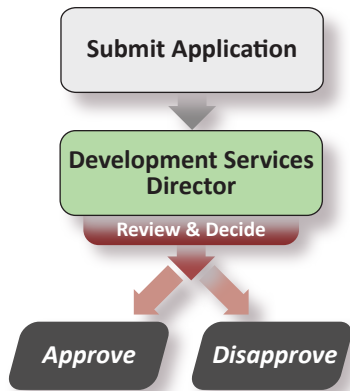 Submit Application
Development Services
Director
Review & Decide
Approve
Disapprove